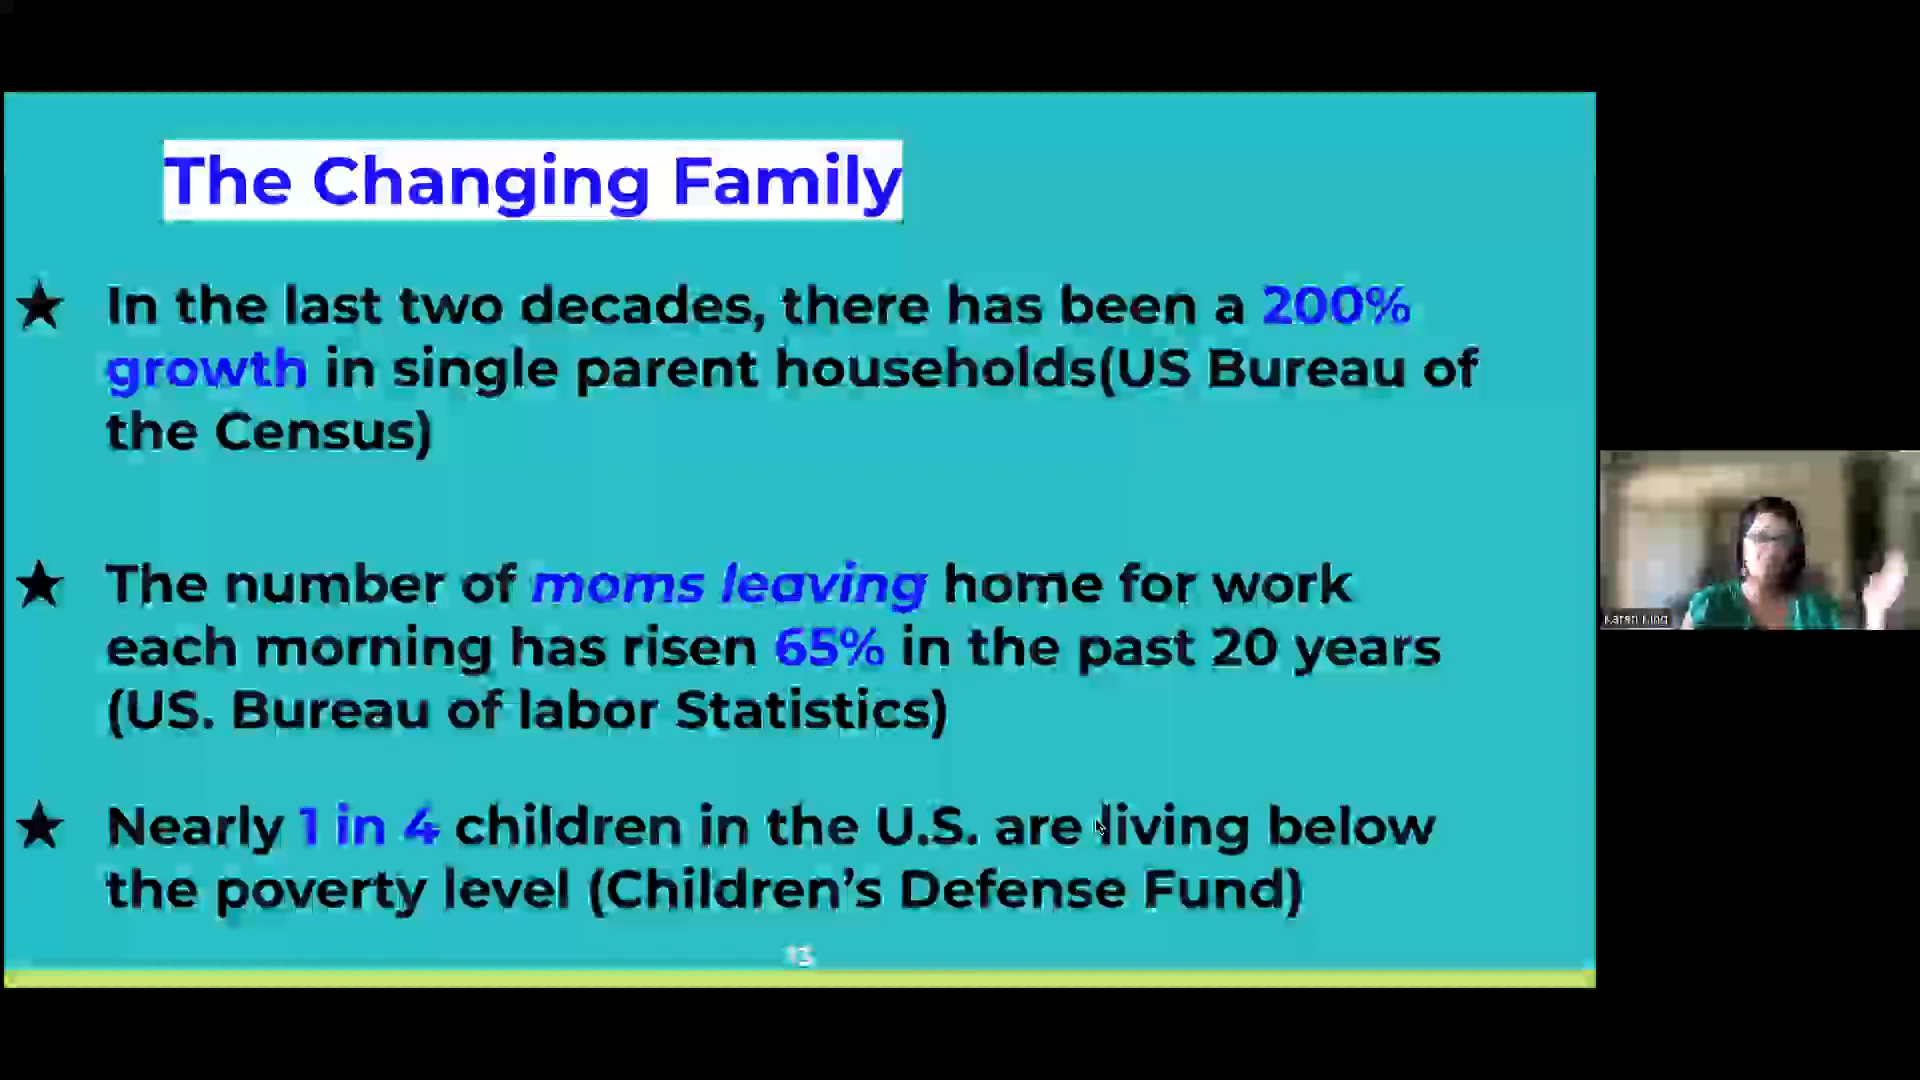 The Changing Family
★ In the last two decades, there has been a 200%
growth in single parent households(US Bureau of
the Census)
★ The number of moms leaving home for work
each morning has risen 65% in the past 20 years
(US. Bureau of labor Statistics)
Karen King
★ Nearly 1 in 4 children in the U.S. are living below
the poverty level (Children’s Defense Fund)
13